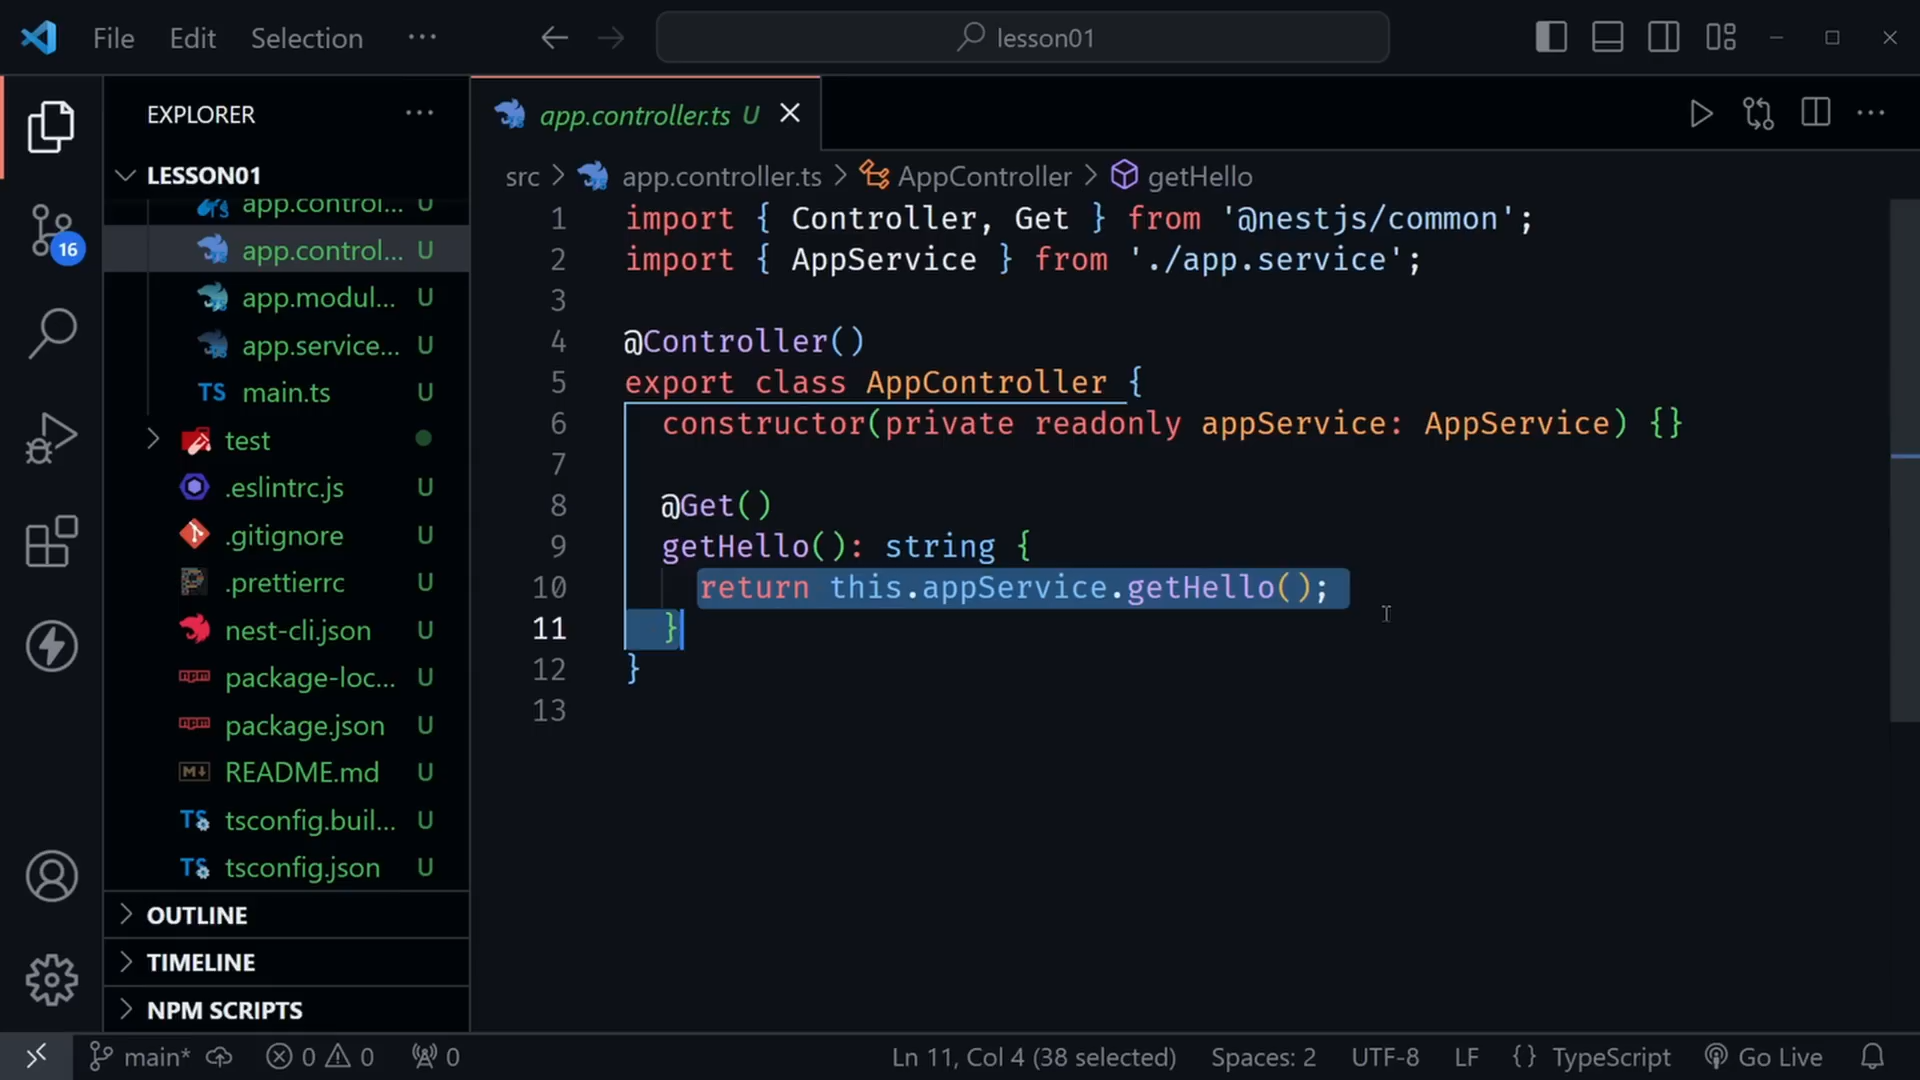 File Edit Selection ···
lesson01
EXPLORER ···
LESSON01
app.control... U
app.control... U
app.modul... U
app.service... U
TS main.ts U
test
.eslintrc.js U
.gitignore U
.prettierrc U
nest-cli.json U
npm package-loc... U
npm package.json U
M↓ README.md U
TS tsconfig.buil... U
TS tsconfig.json U
OUTLINE
TIMELINE
NPM SCRIPTS
16
app.controller.ts U
src > app.controller.ts > AppController > getHello
1 import { Controller, Get } from '@nestjs/common';
2 import { AppService } from './app.service';
3
4 @Controller()
5 export class AppController {
6 constructor(private readonly appService: AppService) {}
7
8 @Get()
9 getHello(): string {
10 return this.appService.getHello();
11 }
12 }
13
main* 0 0 0 Ln 11, Col 4 (38 selected) Spaces: 2 UTF-8 LF {} TypeScript Go Live